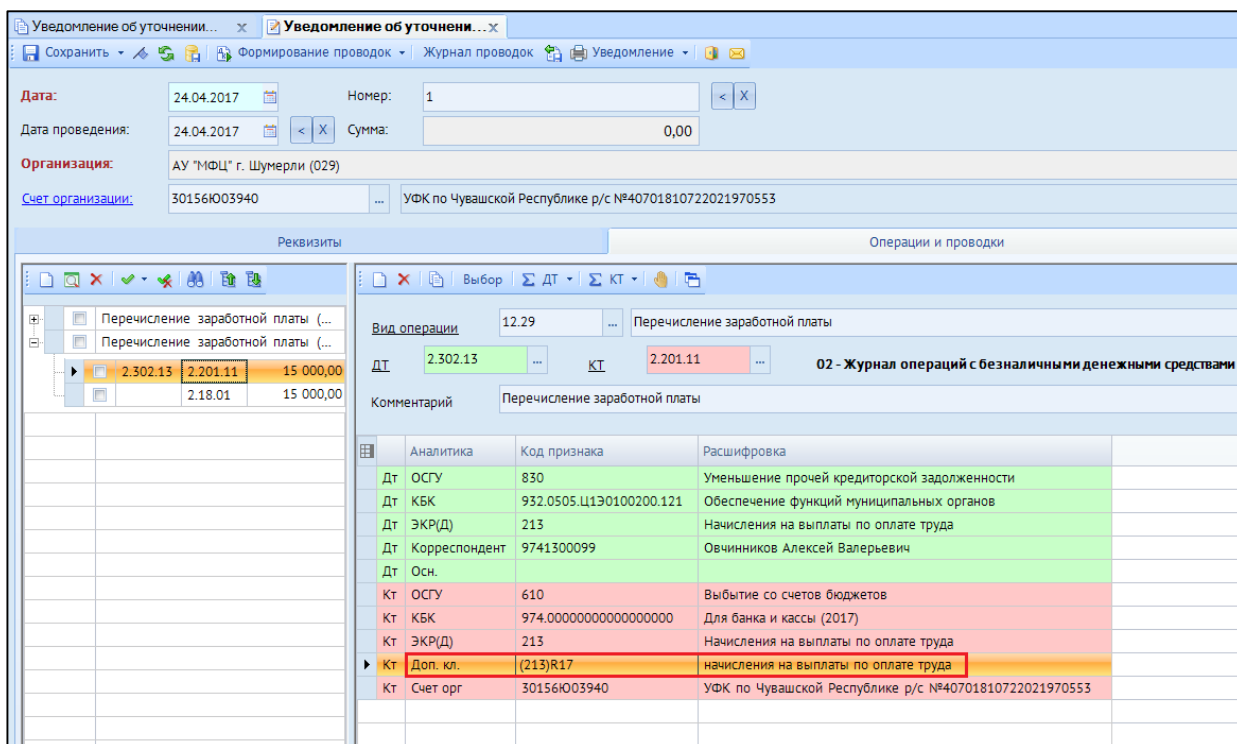 Уведомление об уточнении... x Уведомление об уточнени...x
Сохранить Формирование проводок Журнал проводок Уведомление
Дата: 24.04.2017 Номер: 1 < X
Дата проведения: 24.04.2017 < X Сумма: 0,00
Организация: АУ "МФЦ" г. Шумерли (029)
Счет организации: 30156Ю03940 ... УФК по Чувашской Республике р/с №40701810722021970553
Реквизиты Операции и проводки
Выбор Σ ДТ Σ КТ
Перечисление заработной платы (...
Перечисление заработной платы (...
2.302.13 2.201.11 15 000,00
2.18.01 15 000,00
Вид операции 12.29 ... Перечисление заработной платы
ДТ 2.302.13 ... КТ 2.201.11 ... 02 - Журнал операций с безналичными денежными средствами
Комментарий Перечисление заработной платы
Аналитика Код признака Расшифровка
Дт ОСГУ 830 Уменьшение прочей кредиторской задолженности
Дт КБК 932.0505.Ц1Э0100200.121 Обеспечение функций муниципальных органов
Дт ЭКР(Д) 213 Начисления на выплаты по оплате труда
Дт Корреспондент 9741300099 Овчинников Алексей Валерьевич
Дт Осн.
Кт ОСГУ 610 Выбытие со счетов бюджетов
Кт КБК 974.00000000000000000 Для банка и кассы (2017)
Кт ЭКР(Д) 213 Начисления на выплаты по оплате труда
Кт Доп. кл. (213)R17 начисления на выплаты по оплате труда
Кт Счет орг 30156Ю03940 УФК по Чувашской Республике р/с №40701810722021970553